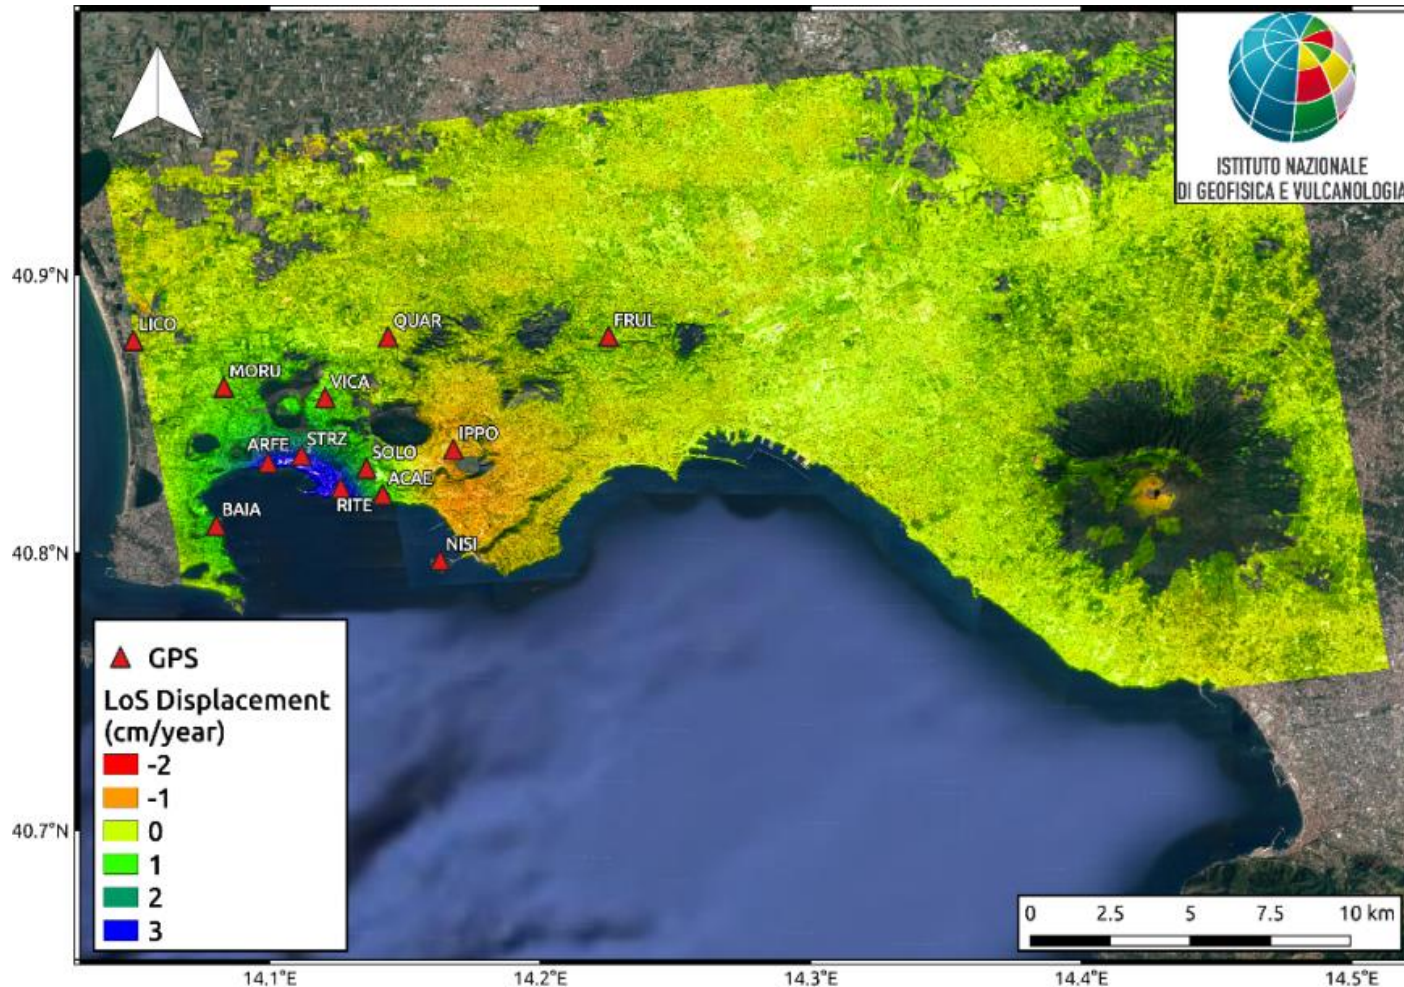 ISTITUTO NAZIONALE
DI GEOFISICA E VULCANOLOGIA
40.9°N
LICO
QUAR
FRUL
MORU
VICA
ARFE
STRZ
IPPO
SOLO
ACAE
RITE
BAIA
NISI
40.8°N
GPS
LoS Displacement
(cm/year)
-2
-1
0
1
2
3
40.7°N
0 2.5 5 7.5 10 km
14.1°E 14.2°E 14.3°E 14.4°E 14.5°E